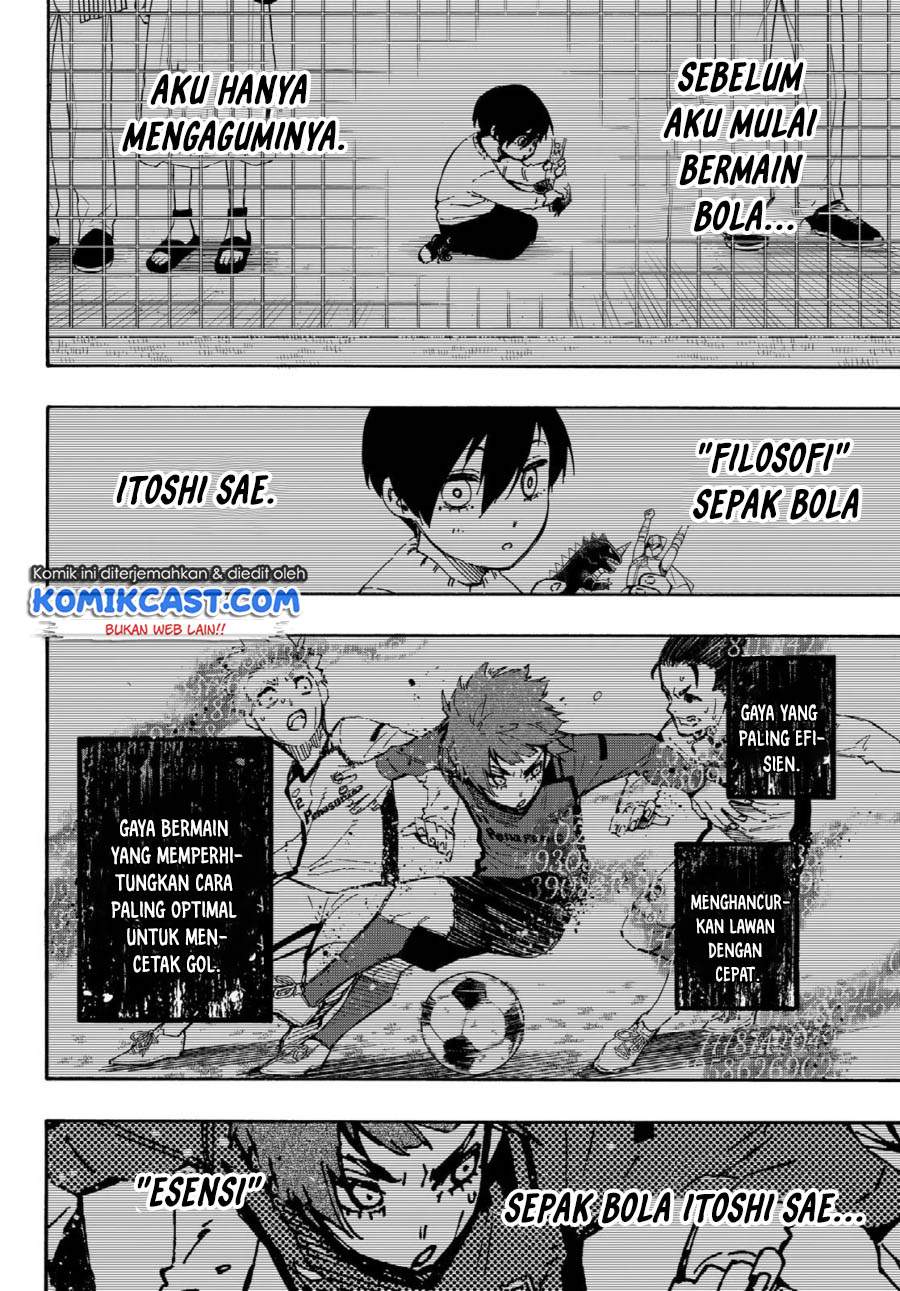 SEBELUM
AKU MULAI
BERMAIN
BOLA...
AKU HANYA
MENGAGUMINYA.
"FILOSOFI"
SEPAK BOLA
ITOSHI SAE.
Komik ini diterjemahkan & diedit oleh
KOMIKCAST.COM
BUKAN WEB LAIN!!
GAYA YANG
PALING EFI-
SIEN.
MENGHANCUR-
KAN LAWAN
DENGAN
CEPAT.
GAYA BERMAIN
YANG MEMPERHI-
TUNGKAN CARA
PALING OPTIMAL
UNTUK MEN-
CETAK GOL.
SEPAK BOLA ITOSHI SAE...
"ESENSI"